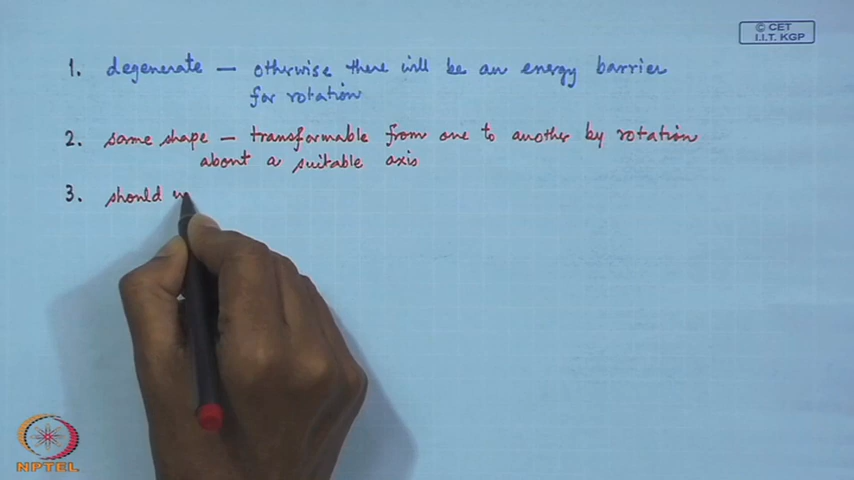 © CET
I.I.T. KGP
1. degenerate — otherwise there will be an energy barrier
for rotation
2. same shape — transformable from one to another by rotation
about a suitable axis
3. should
NPTEL